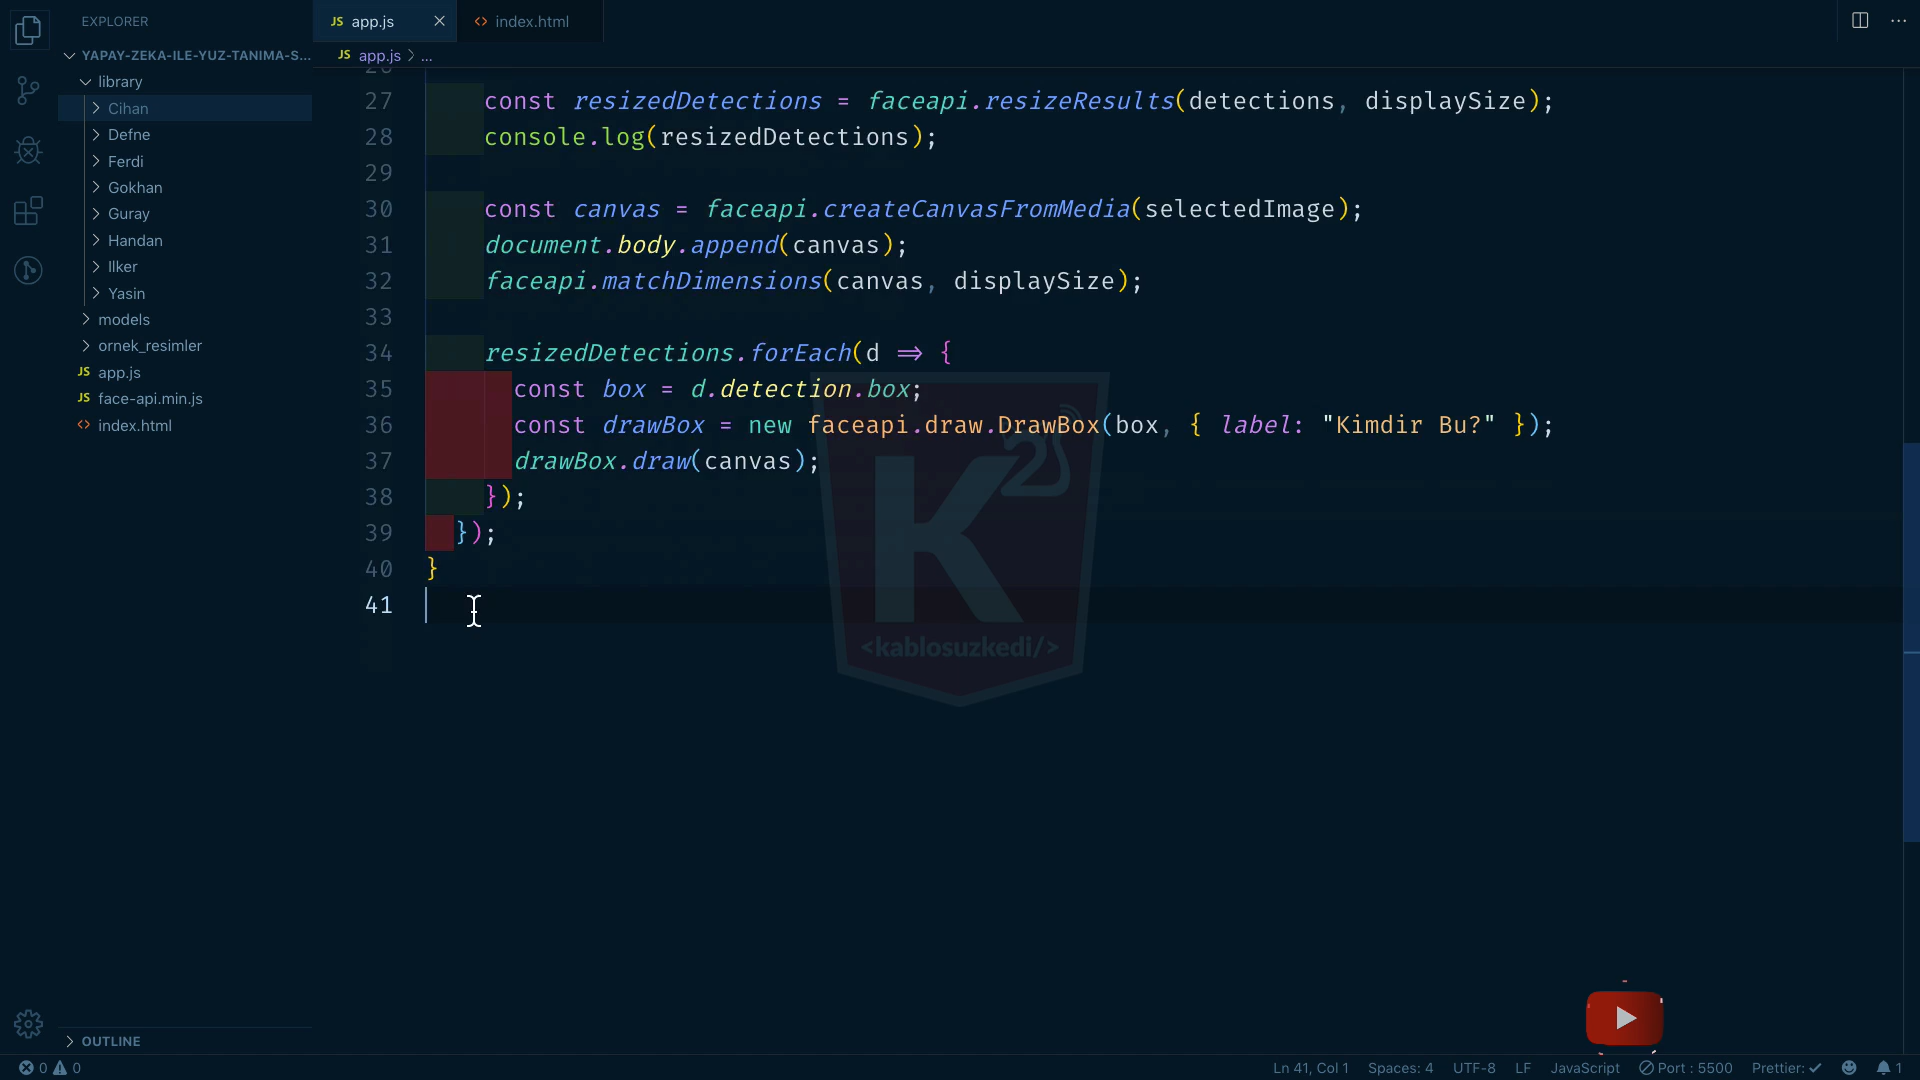 EXPLORER
JS app.js
<> index.html
YAPAY-ZEKA-ILE-YUZ-TANIMA-S...
JS app.js > ...
library
Cihan
Defne
Ferdi
Gokhan
Guray
Handan
Ilker
Yasin
models
ornek_resimler
JS app.js
JS face-api.min.js
<> index.html
27 const resizedDetections = faceapi.resizeResults(detections, displaySize);
28 console.log(resizedDetections);
29
30 const canvas = faceapi.createCanvasFromMedia(selectedImage);
31 document.body.append(canvas);
32 faceapi.matchDimensions(canvas, displaySize);
33
34 resizedDetections.forEach(d => {
35 const box = d.detection.box;
36 const drawBox = new faceapi.draw.DrawBox(box, { label: "Kimdir Bu?" });
37 drawBox.draw(canvas);
38 });
39 });
40 }
41
K
<kablosuzkedi/>
OUTLINE
0 0
Ln 41, Col 1 Spaces: 4 UTF-8 LF JavaScript Port : 5500 Prettier: ✓ 1